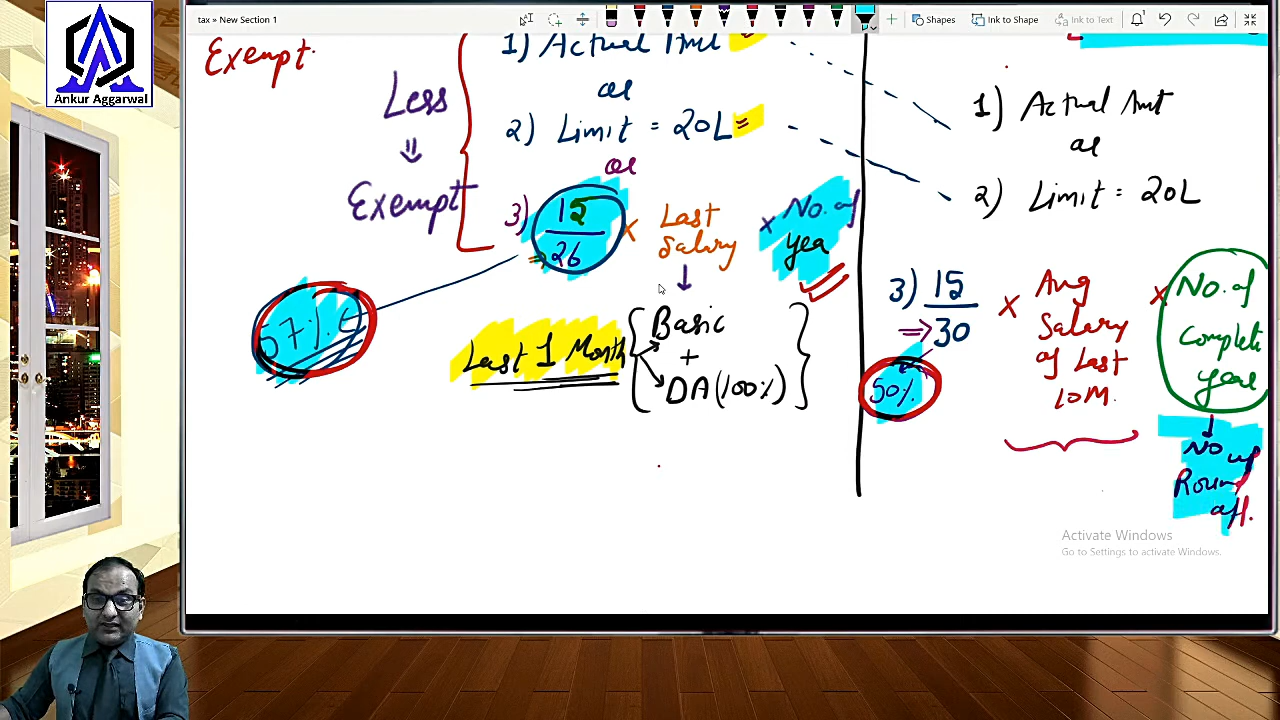 tax » New Section 1
Shapes
Ink to Shape
Ink to Text
Ankur Aggarwal
Exempt.
Less
Exempt
1) Actual Amt
or
2) Limit = 20L =
or
3) 15
26
x Last
Salary
x No. of
yea
57%
Last 1 Month
Basic
+
DA (100%)
1) Actual Amt
or
2) Limit = 20L
3) 15
30
50%
x Avg
Salary
of Last
10M.
x No. of
Complete
year
No
Round
off.
Activate Windows
Go to Settings to activate Windows.